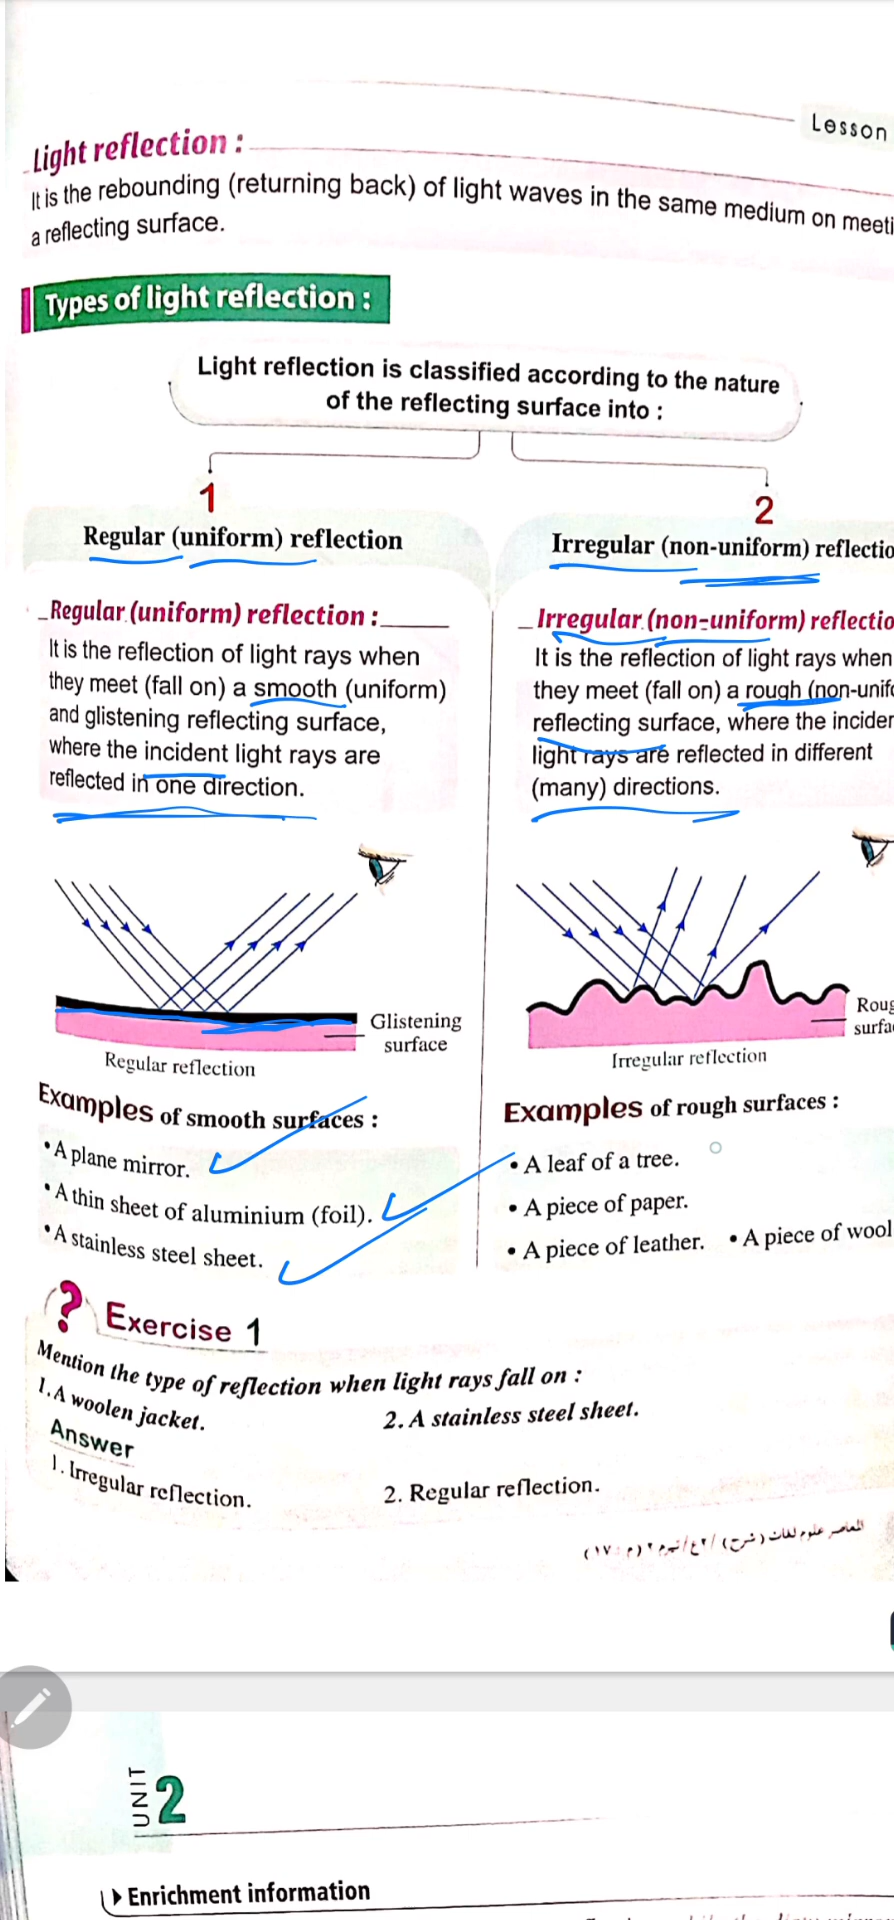 Lesson
Light reflection :
It is the rebounding (returning back) of light waves in the same medium on meeti
a reflecting surface.
Types of light reflection :
Light reflection is classified according to the nature
of the reflecting surface into :
1
Regular (uniform) reflection
2
Irregular (non-uniform) reflectio
Regular (uniform) reflection :
It is the reflection of light rays when
they meet (fall on) a smooth (uniform)
and glistening reflecting surface,
where the incident light rays are
reflected in one direction.
Irregular (non-uniform) reflectio
It is the reflection of light rays when
they meet (fall on) a rough (non-unifo
reflecting surface, where the inciden
light rays are reflected in different
(many) directions.
Glistening
surface
Regular reflection
Roug
surfa
Irregular reflection
Examples of smooth surfaces :
• A plane mirror.
• A thin sheet of aluminium (foil).
• A stainless steel sheet.
Examples of rough surfaces :
• A leaf of a tree.
• A piece of paper.
• A piece of leather. • A piece of wool
? Exercise 1
Mention the type of reflection when light rays fall on :
1. A woolen jacket. 2. A stainless steel sheet.
Answer
1. Irregular reflection. 2. Regular reflection.
المعاصر علوم لغات (شرح) / ٢ع / تيرم ٢ (م : ١٧)
UNIT 2
Enrichment information